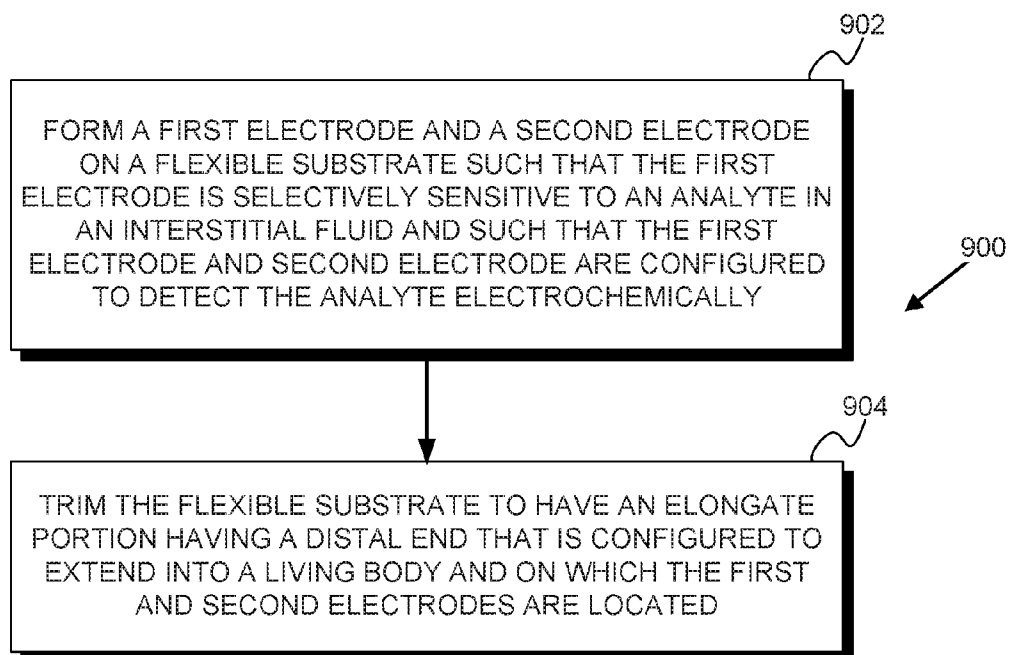 902
FORM A FIRST ELECTRODE AND A SECOND ELECTRODE
ON A FLEXIBLE SUBSTRATE SUCH THAT THE FIRST
ELECTRODE IS SELECTIVELY SENSITIVE TO AN ANALYTE IN
AN INTERSTITIAL FLUID AND SUCH THAT THE FIRST
ELECTRODE AND SECOND ELECTRODE ARE CONFIGURED
TO DETECT THE ANALYTE ELECTROCHEMICALLY
900
904
TRIM THE FLEXIBLE SUBSTRATE TO HAVE AN ELONGATE
PORTION HAVING A DISTAL END THAT IS CONFIGURED TO
EXTEND INTO A LIVING BODY AND ON WHICH THE FIRST
AND SECOND ELECTRODES ARE LOCATED